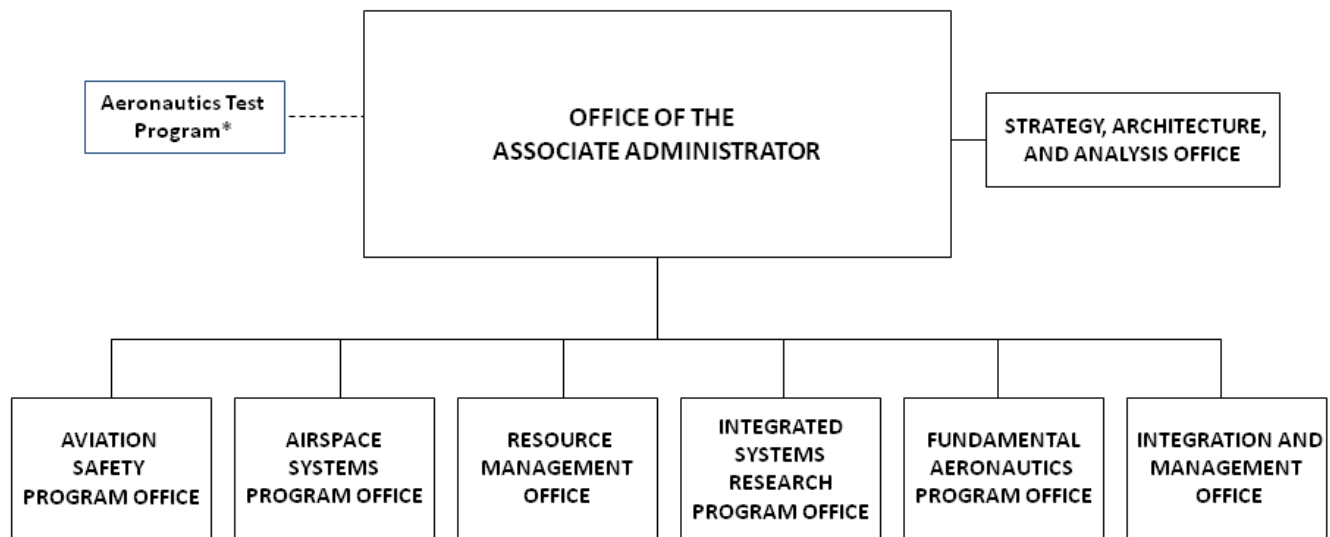 Aeronautics Test
Program*
OFFICE OF THE
ASSOCIATE ADMINISTRATOR
STRATEGY, ARCHITECTURE,
AND ANALYSIS OFFICE
AVIATION
SAFETY
PROGRAM OFFICE
AIRSPACE
SYSTEMS
PROGRAM OFFICE
RESOURCE
MANAGEMENT
OFFICE
INTEGRATED
SYSTEMS
RESEARCH
PROGRAM OFFICE
FUNDAMENTAL
AERONAUTICS
PROGRAM OFFICE
INTEGRATION AND
MANAGEMENT
OFFICE